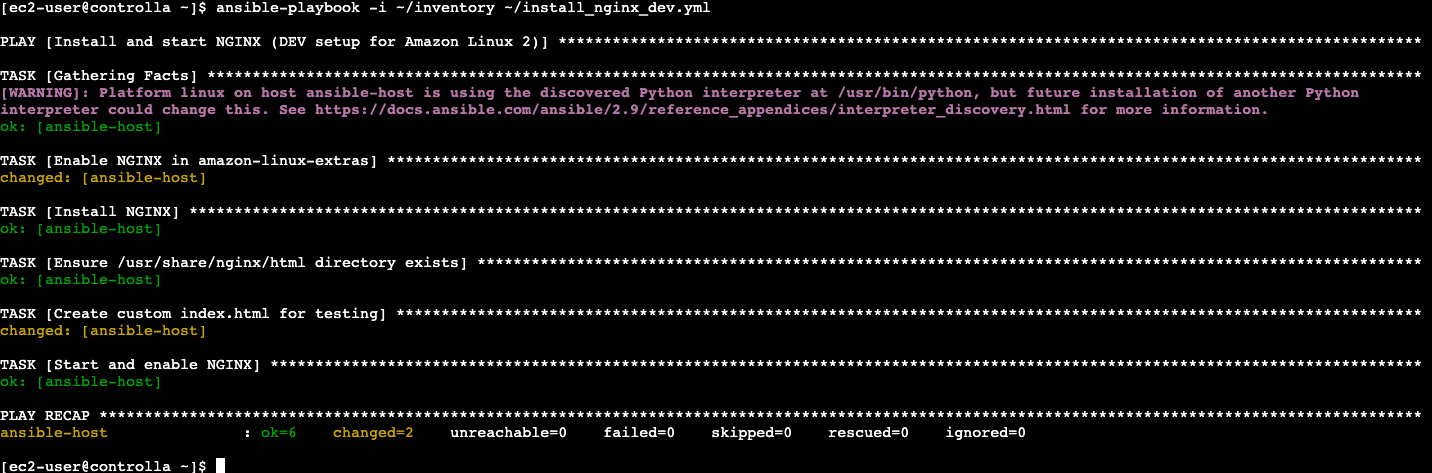 [ec2-user@controlla ~]$ ansible-playbook -i ~/inventory ~/install_nginx_dev.yml
PLAY [Install and start NGINX (DEV setup for Amazon Linux 2)] ************************************************************************************************
TASK [Gathering Facts] ***************************************************************************************************************************************
[WARNING]: Platform linux on host ansible-host is using the discovered Python interpreter at /usr/bin/python, but future installation of another Python
interpreter could change this. See https://docs.ansible.com/ansible/2.9/reference_appendices/interpreter_discovery.html for more information.
ok: [ansible-host]
TASK [Enable NGINX in amazon-linux-extras] *******************************************************************************************************************
changed: [ansible-host]
TASK [Install NGINX] *****************************************************************************************************************************************
ok: [ansible-host]
TASK [Ensure /usr/share/nginx/html directory exists] *********************************************************************************************************
ok: [ansible-host]
TASK [Create custom index.html for testing] ******************************************************************************************************************
changed: [ansible-host]
TASK [Start and enable NGINX] ********************************************************************************************************************************
ok: [ansible-host]
PLAY RECAP ***************************************************************************************************************************************************
ansible-host               : ok=6    changed=2    unreachable=0    failed=0    skipped=0    rescued=0    ignored=0
[ec2-user@controlla ~]$